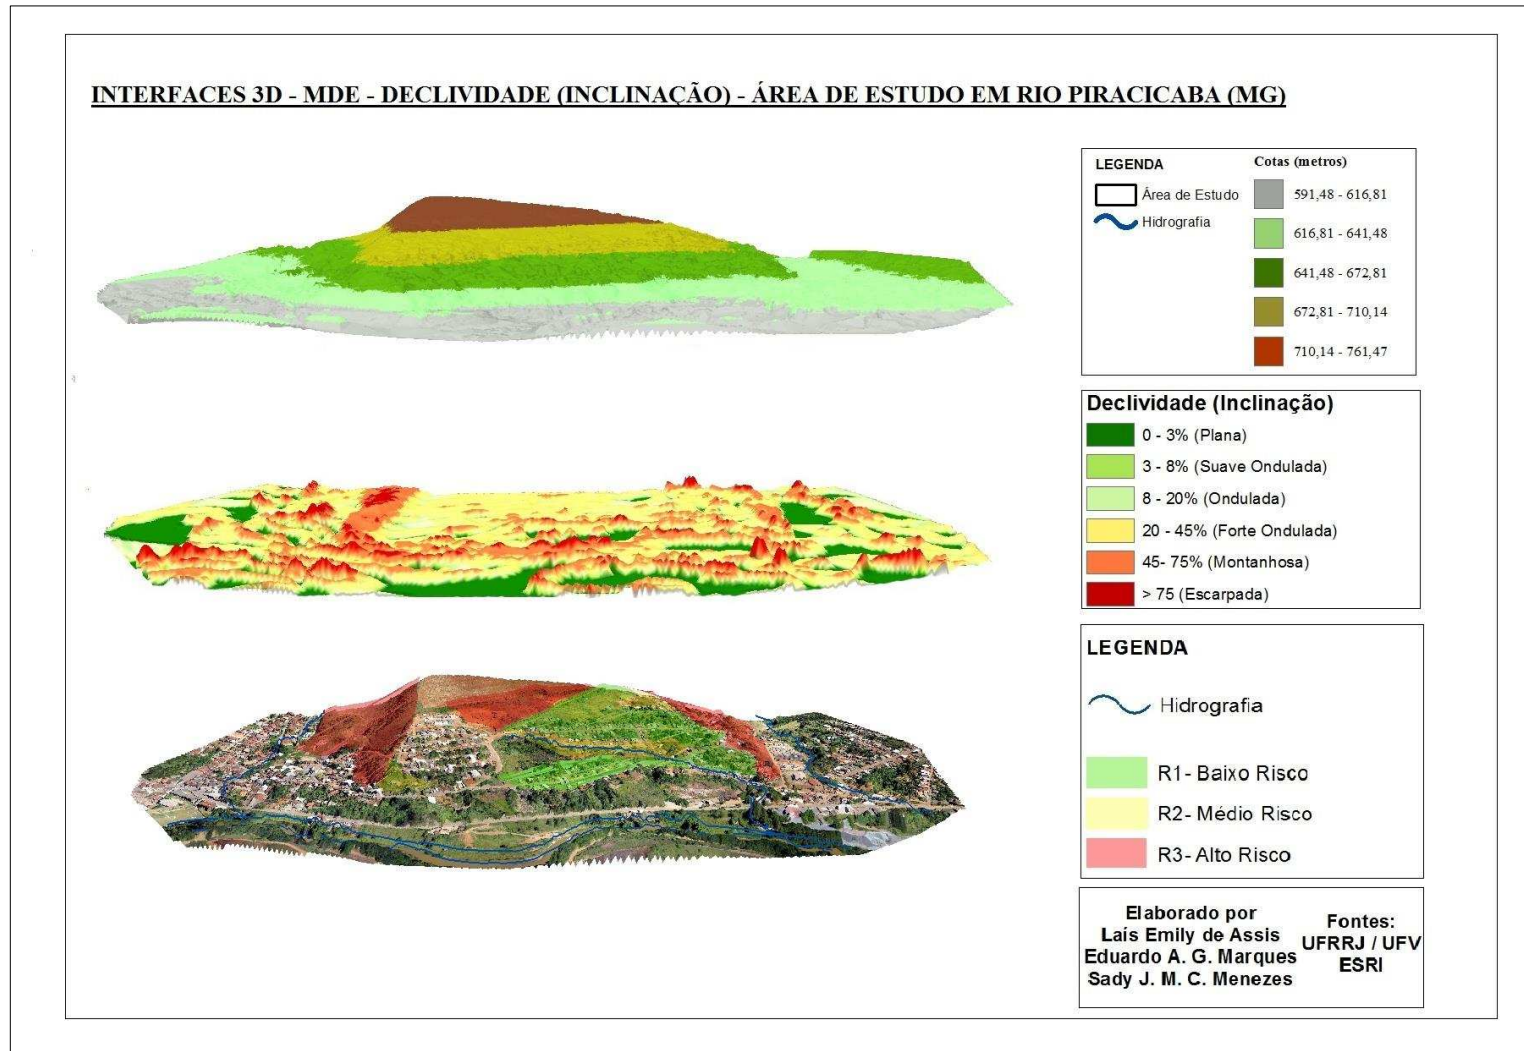 INTERFACES 3D - MDE - DECLIVIDADE (INCLINAÇÃO) - ÁREA DE ESTUDO EM RIO PIRACICABA (MG)
LEGENDA
Área de Estudo
Hidrografia
Cotas (metros)
591,48 - 616,81
616,81 - 641,48
641,48 - 672,81
672,81 - 710,14
710,14 - 761,47
Declividade (Inclinação)
0 - 3% (Plana)
3 - 8% (Suave Ondulada)
8 - 20% (Ondulada)
20 - 45% (Forte Ondulada)
45- 75% (Montanhosa)
> 75 (Escarpada)
LEGENDA
Hidrografia
R1- Baixo Risco
R2- Médio Risco
R3- Alto Risco
Elaborado por
Laís Emily de Assis
Eduardo A. G. Marques
Sady J. M. C. Menezes
Fontes:
UFRRJ / UFV
ESRI